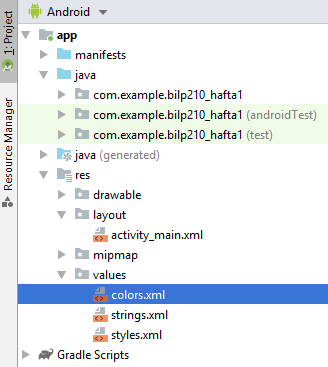 1: Project
Resource Manager
Android
app
manifests
java
com.example.bilp210_hafta1
com.example.bilp210_hafta1 (androidTest)
com.example.bilp210_hafta1 (test)
java (generated)
res
drawable
layout
activity_main.xml
mipmap
values
colors.xml
strings.xml
styles.xml
Gradle Scripts